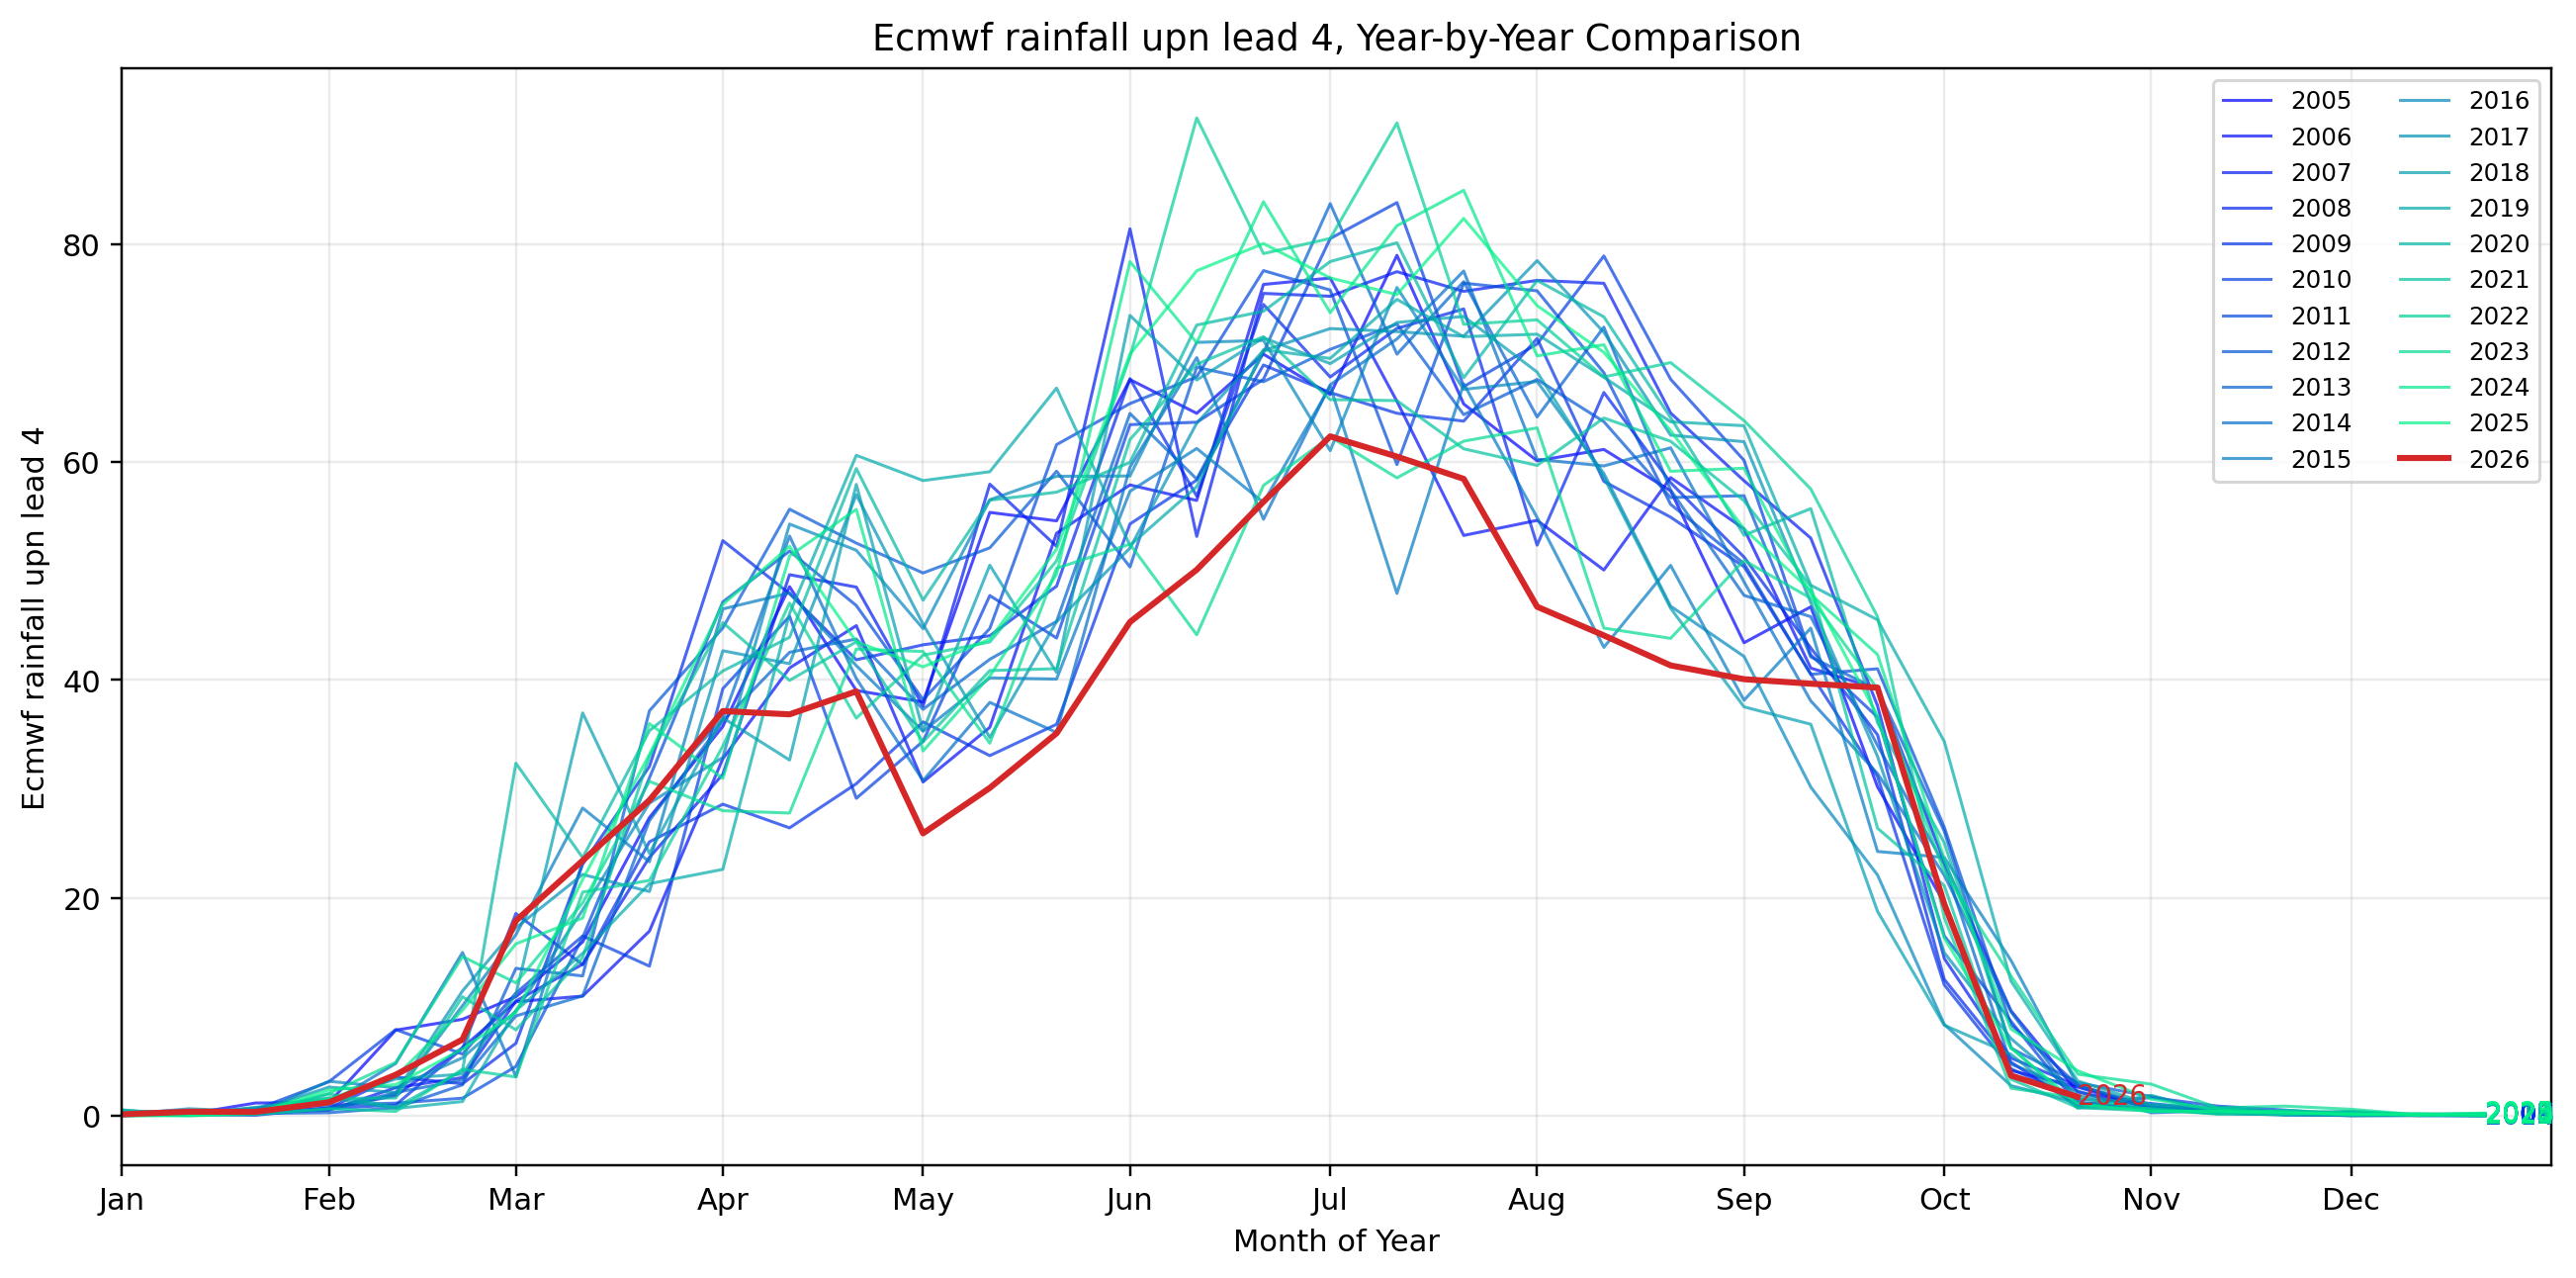 Ecmwf rainfall upn lead 4, Year-by-Year Comparison
Ecmwf rainfall upn lead 4
80
60
40
20
0
2005
2006
2007
2008
2009
2010
2011
2012
2013
2014
2015
2016
2017
2018
2019
2020
2021
2022
2023
2024
2025
2026
2026
Jan
Feb
Mar
Apr
May
Jun
Jul
Aug
Sep
Oct
Nov
Dec
Month of Year